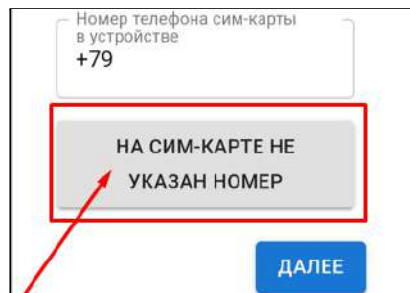 Номер телефона сим-карты
в устройстве
+79
НА СИМ-КАРТЕ НЕ
УКАЗАН НОМЕР
ДАЛЕЕ